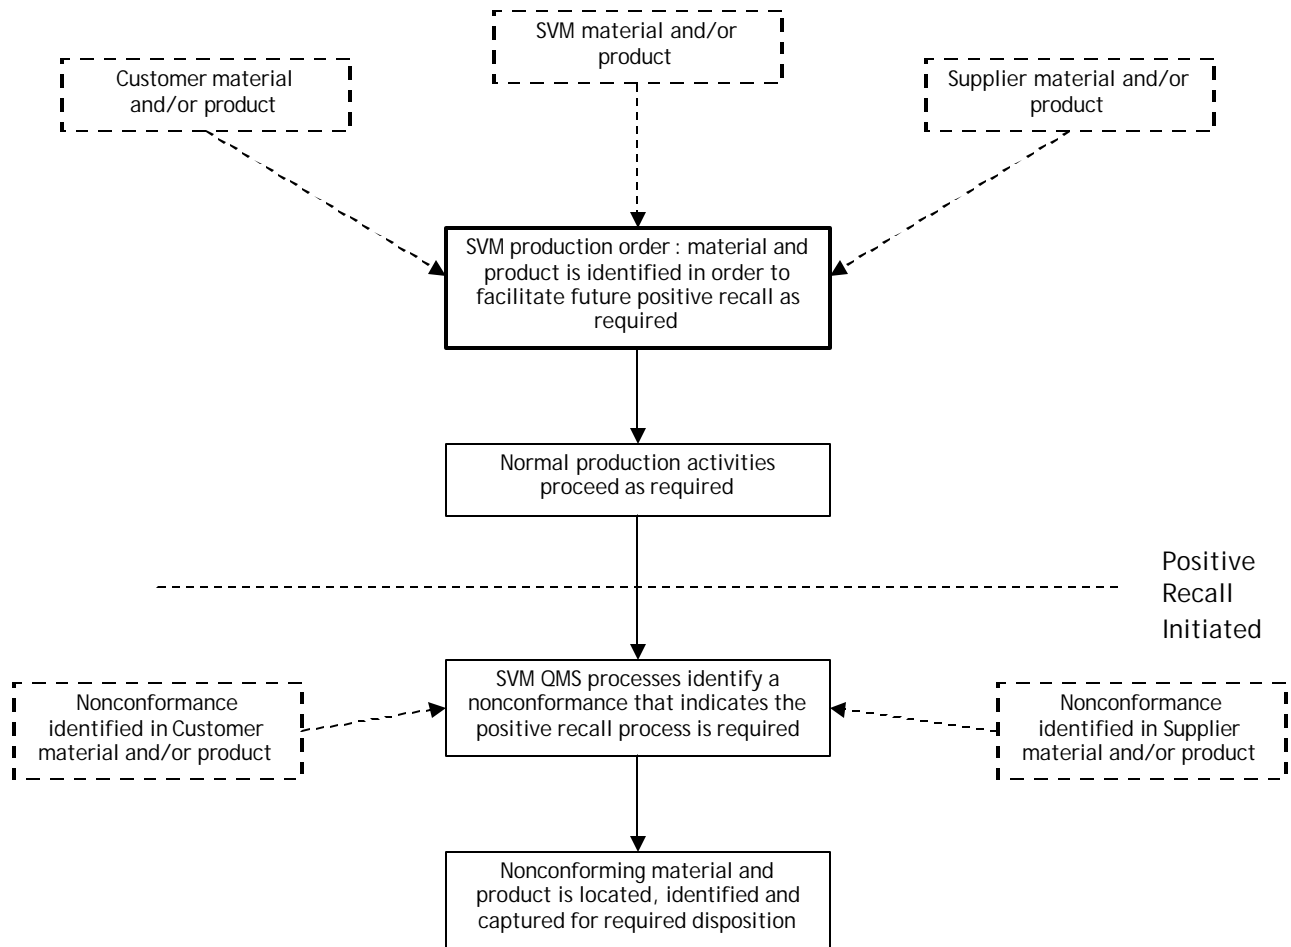 SVM material and/or
product
Customer material
and/or product
Supplier material and/or
product
SVM production order : material and
product is identified in order to
facilitate future positive recall as
required
Normal production activities
proceed as required
Positive
Recall
Initiated
SVM QMS processes identify a
nonconformance that indicates the
positive recall process is required
Nonconformance
identified in Customer
material and/or product
Nonconformance
identified in Supplier
material and/or product
Nonconforming material and
product is located, identified and
captured for required disposition